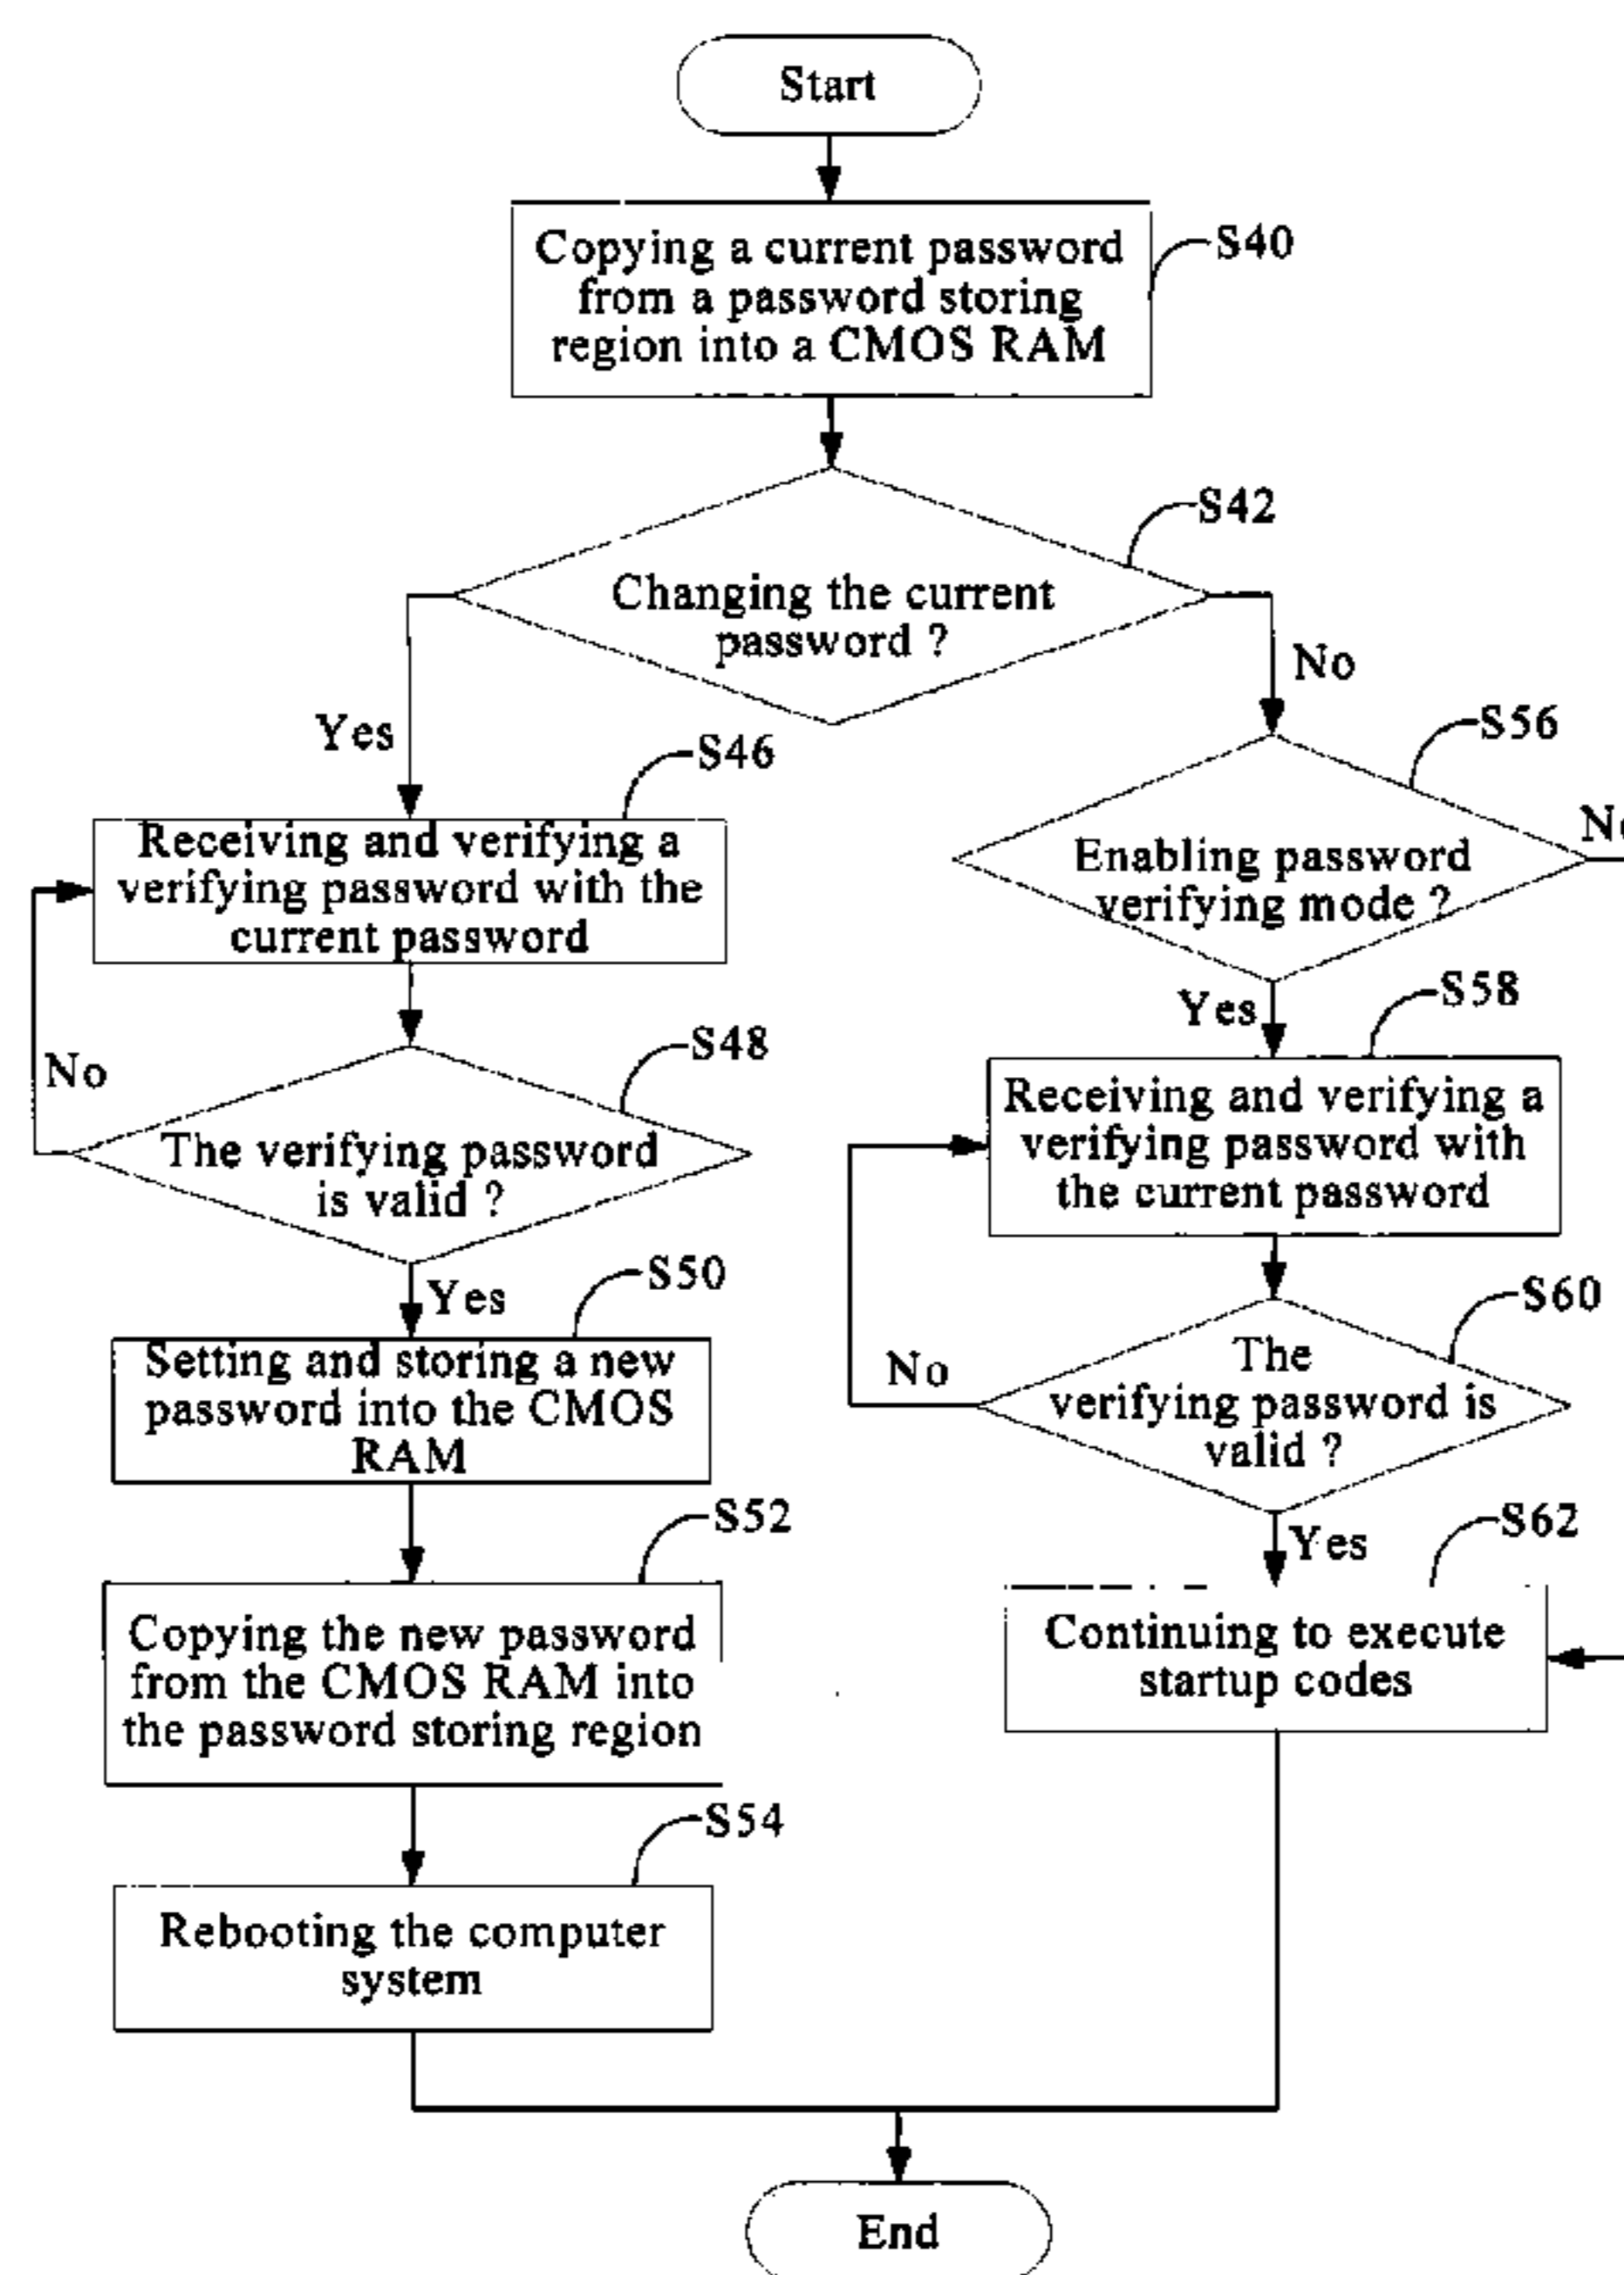 Start
Copying a current password
from a password storing
region into a CMOS RAM
S40
S42
Changing the current
password ?
Yes
No
S46
Receiving and verifying a
verifying password with the
current password
S56
Enabling password
verifying mode ?
No
Yes
S48
The verifying password
is valid ?
No
Yes
S58
Receiving and verifying a
verifying password with
the current password
S50
Setting and storing a new
password into the CMOS
RAM
S60
The
verifying password is
valid ?
No
Yes
S52
Copying the new password
from the CMOS RAM into
the password storing region
S62
Continuing to execute
startup codes
S54
Rebooting the computer
system
End